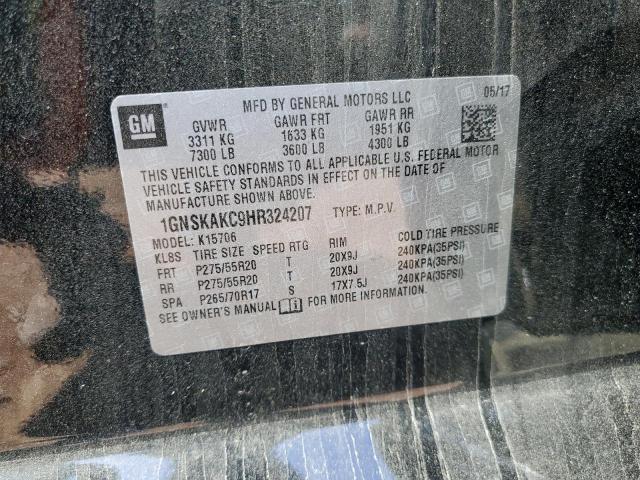 GM
MFD BY GENERAL MOTORS LLC 05/17
GVWR GAWR FRT GAWR RR
3311 KG 1633 KG 1951 KG
7300 LB 3600 LB 4300 LB
THIS VEHICLE CONFORMS TO ALL APPLICABLE U.S. FEDERAL MOTOR
VEHICLE SAFETY STANDARDS IN EFFECT ON THE DATE OF
MANUFACTURE SHOWN ABOVE.
1GNSKAKC9HR324207 TYPE: M.P.V.
MODEL: K15706
KL8S TIRE SIZE SPEED RTG RIM COLD TIRE PRESSURE
FRT P275/55R20 T 20X9J 240KPA(35PSI)
RR P275/55R20 T 20X9J 240KPA(35PSI)
SPA P265/70R17 S 17X7.5J 240KPA(35PSI)
SEE OWNER'S MANUAL FOR MORE INFORMATION.